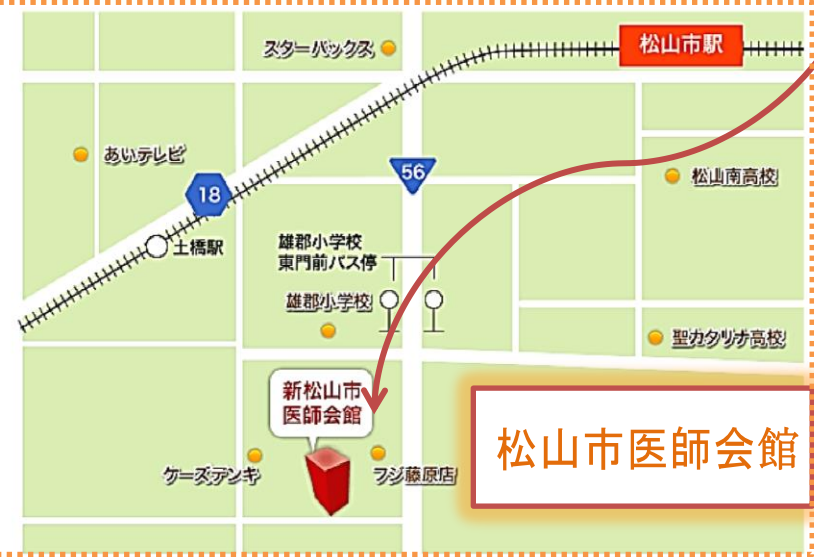 スターバックス
松山市駅
あいテレビ
56
松山南高校
18
土橋駅
雄郡小学校
東門前バス停
雄郡小学校
聖カタリナ高校
新松山市
医師会館
松山市医師会館
ケーズデンキ
フジ藤原店